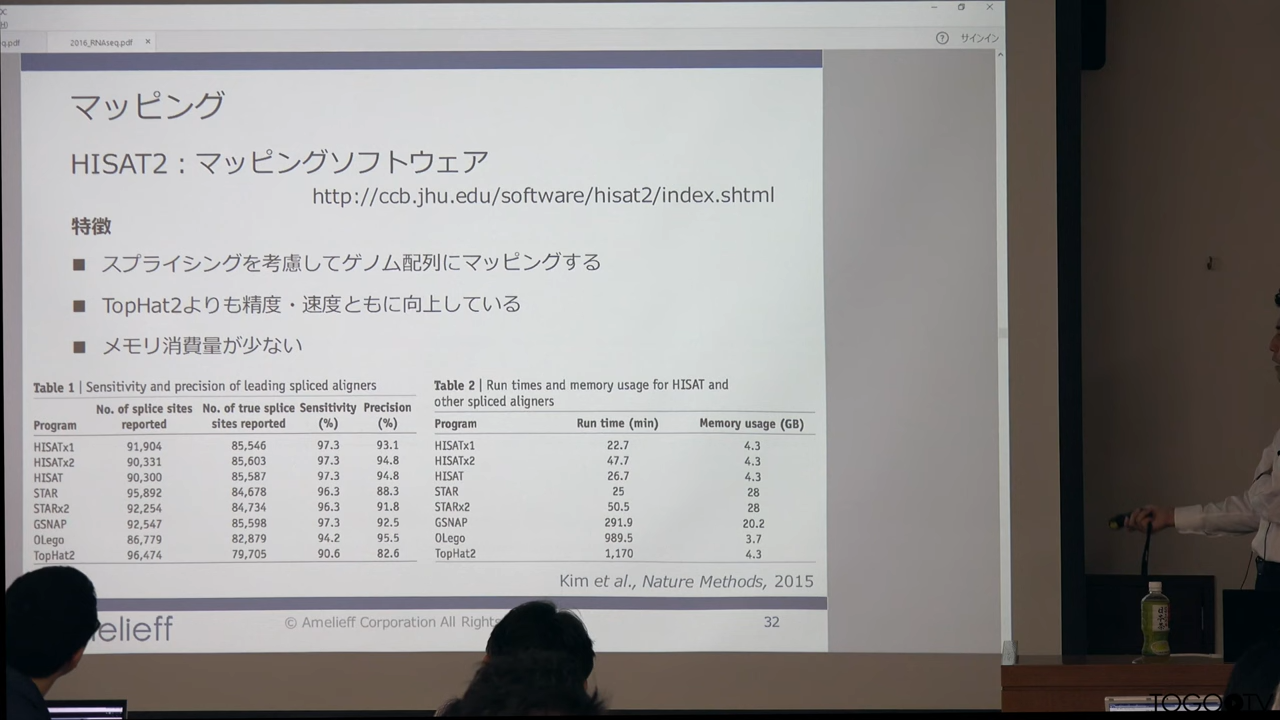 q.pdf
2016_RNAseq.pdf ×
? サインイン
マッピング
HISAT2：マッピングソフトウェア
http://ccb.jhu.edu/software/hisat2/index.shtml
特徴
■ スプライシングを考慮してゲノム配列にマッピングする
■ TopHat2よりも精度・速度ともに向上している
■ メモリ消費量が少ない
Table 1 | Sensitivity and precision of leading spliced aligners
Program No. of splice sites reported No. of true splice sites reported Sensitivity (%) Precision (%)
HISATx1 91,904 85,546 97.3 93.1
HISATx2 90,331 85,603 97.3 94.8
HISAT 90,300 85,587 97.3 94.8
STAR 95,892 84,678 96.3 88.3
STARx2 92,254 84,734 96.3 91.8
GSNAP 92,547 85,598 97.3 92.5
OLego 86,779 82,879 94.2 95.5
TopHat2 96,474 79,705 90.6 82.6
Table 2 | Run times and memory usage for HISAT and
other spliced aligners
Program Run time (min) Memory usage (GB)
HISATx1 22.7 4.3
HISATx2 47.7 4.3
HISAT 26.7 4.3
STAR 25 28
STARx2 50.5 28
GSNAP 291.9 20.2
OLego 989.5 3.7
TopHat2 1,170 4.3
Kim et al., Nature Methods, 2015
elieff
© Amelieff Corporation All Rights
32
TOGO TV